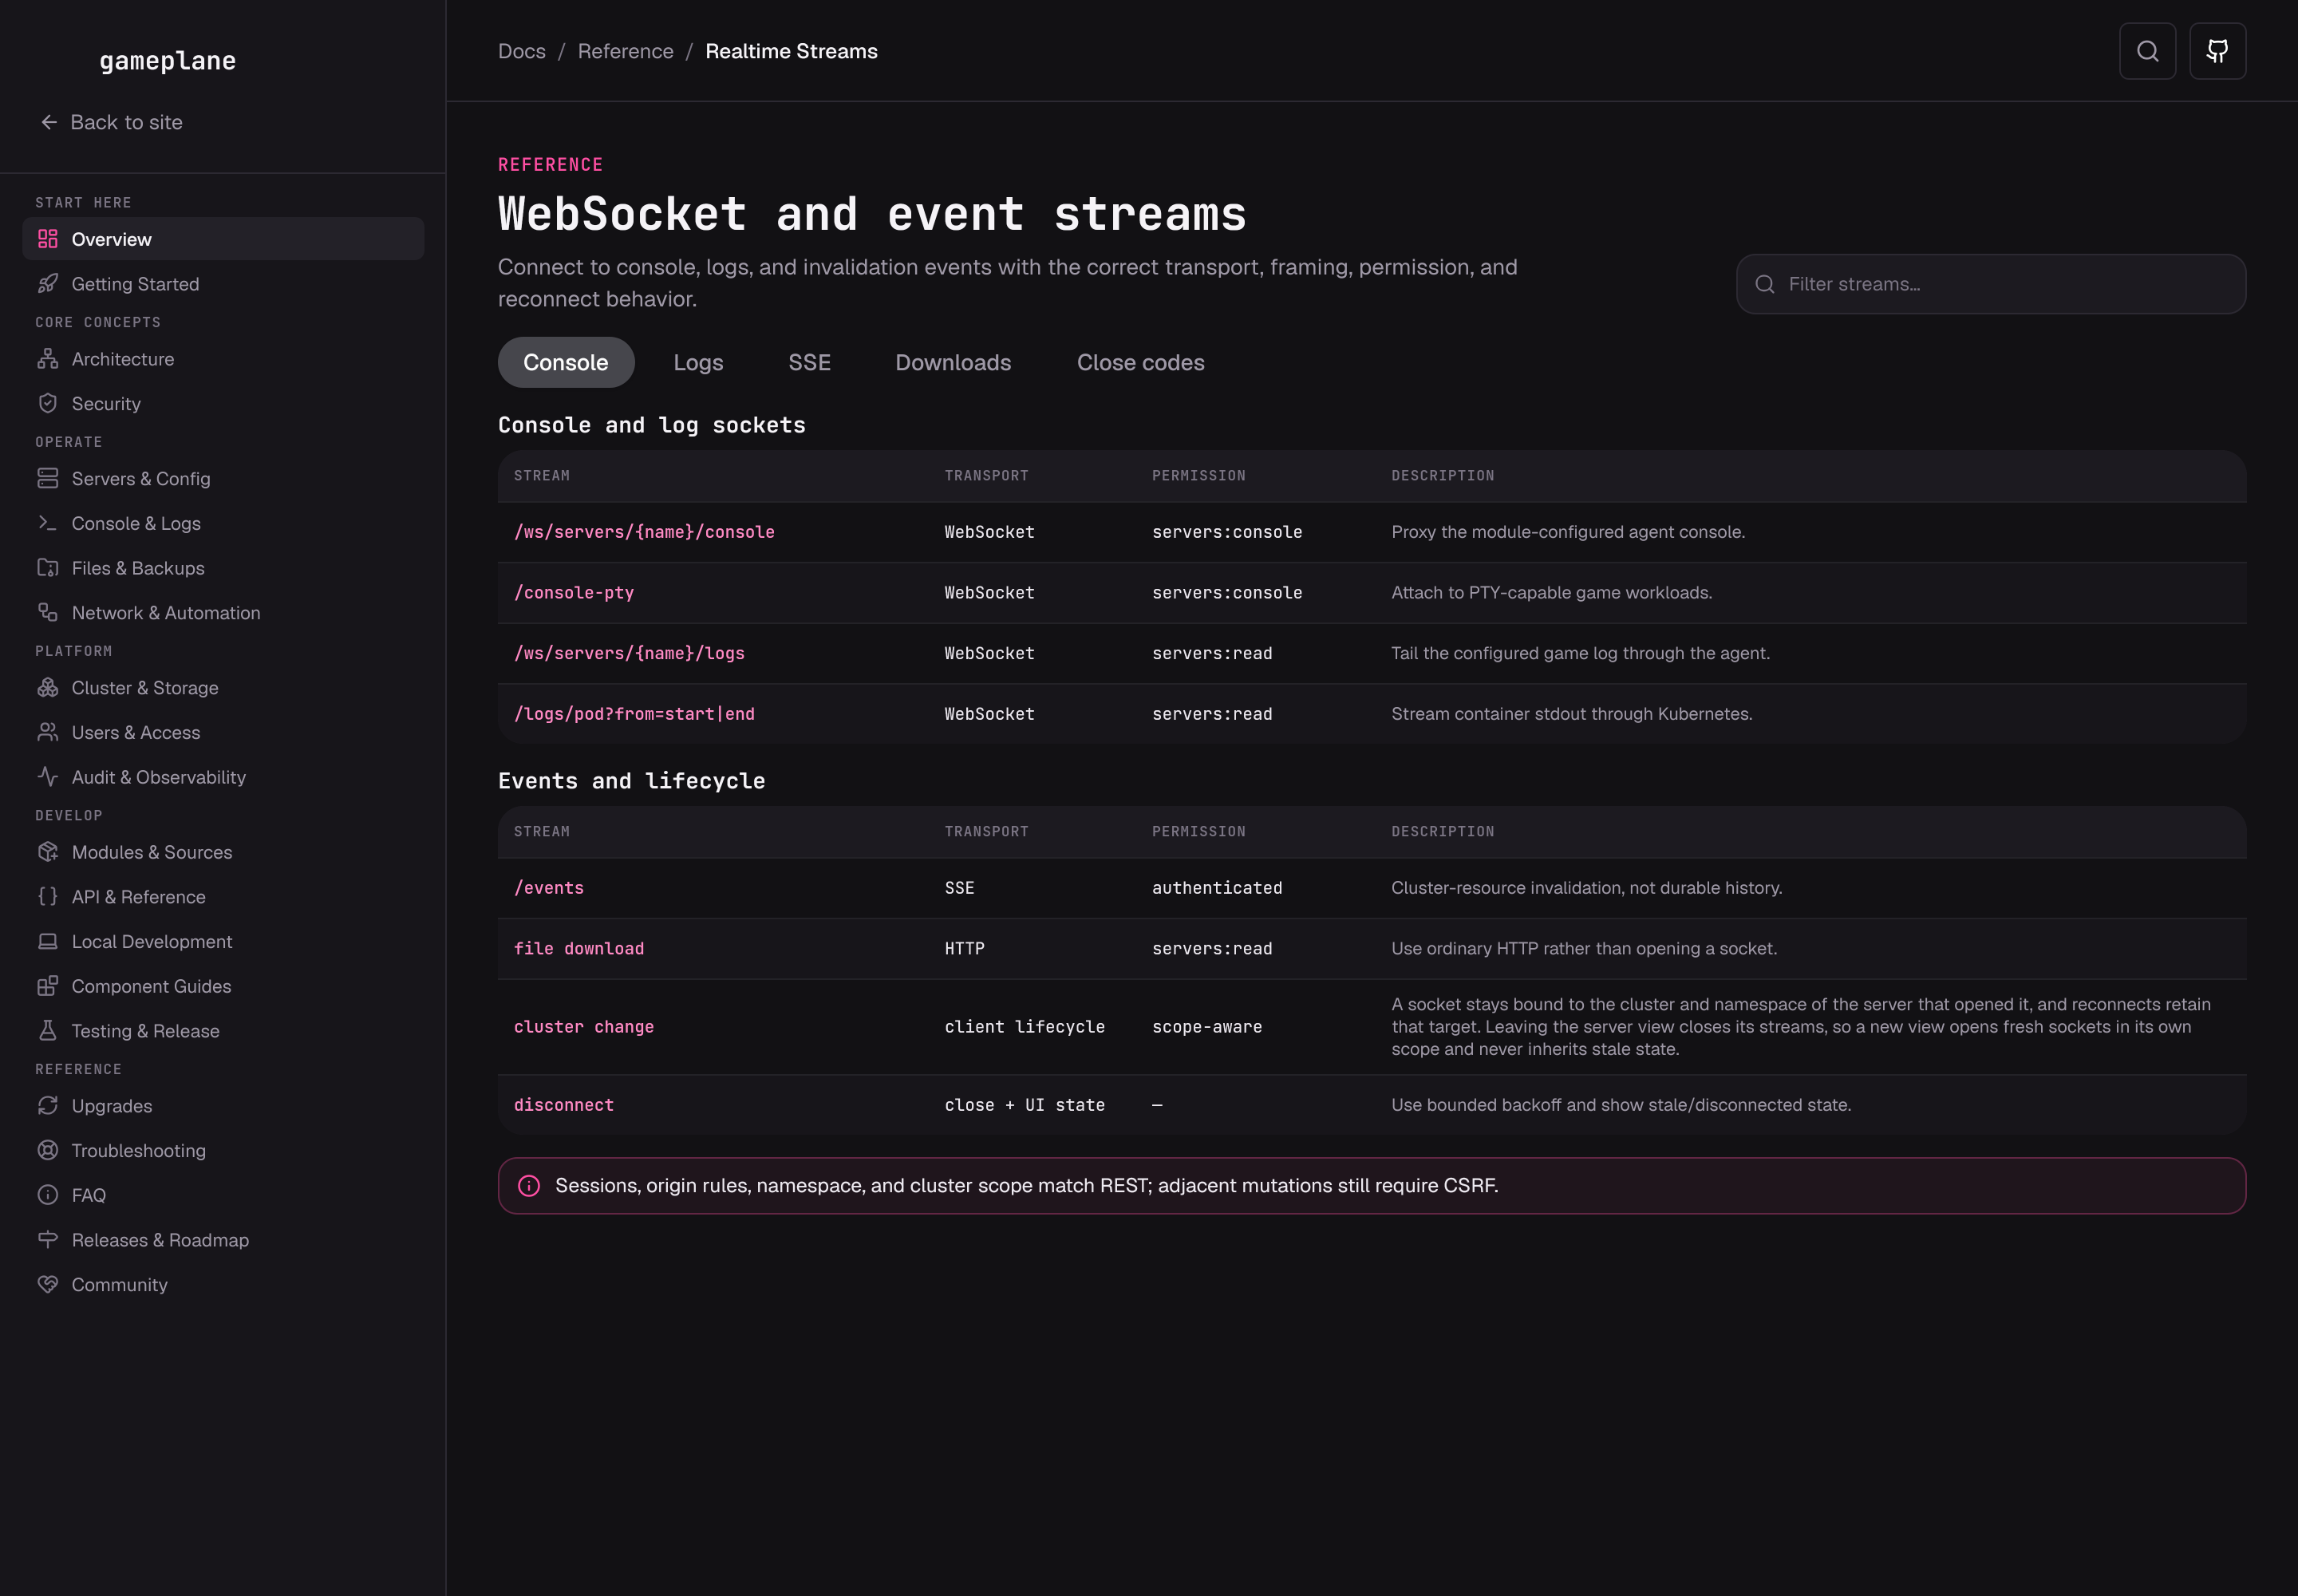 gameplane
Back to site
START HERE
Overview
Getting Started
CORE CONCEPTS
Architecture
Security
OPERATE
Servers & Config
Console & Logs
Files & Backups
Network & Automation
PLATFORM
Cluster & Storage
Users & Access
Audit & Observability
DEVELOP
Modules & Sources
API & Reference
Local Development
Component Guides
Testing & Release
REFERENCE
Upgrades
Troubleshooting
FAQ
Releases & Roadmap
Community
Docs / Reference / Realtime Streams
REFERENCE
WebSocket and event streams
Connect to console, logs, and invalidation events with the correct transport, framing, permission, and
reconnect behavior.
Filter streams...
Console Logs SSE Downloads Close codes
Console and log sockets
STREAM TRANSPORT PERMISSION DESCRIPTION
/ws/servers/{name}/console WebSocket servers:console Proxy the module-configured agent console.
/console-pty WebSocket servers:console Attach to PTY-capable game workloads.
/ws/servers/{name}/logs WebSocket servers:read Tail the configured game log through the agent.
/logs/pod?from=start|end WebSocket servers:read Stream container stdout through Kubernetes.
Events and lifecycle
STREAM TRANSPORT PERMISSION DESCRIPTION
/events SSE authenticated Cluster-resource invalidation, not durable history.
file download HTTP servers:read Use ordinary HTTP rather than opening a socket.
cluster change client lifecycle scope-aware A socket stays bound to the cluster and namespace of the server that opened it, and reconnects retain
that target. Leaving the server view closes its streams, so a new view opens fresh sockets in its own
scope and never inherits stale state.
disconnect close + UI state — Use bounded backoff and show stale/disconnected state.
Sessions, origin rules, namespace, and cluster scope match REST; adjacent mutations still require CSRF.